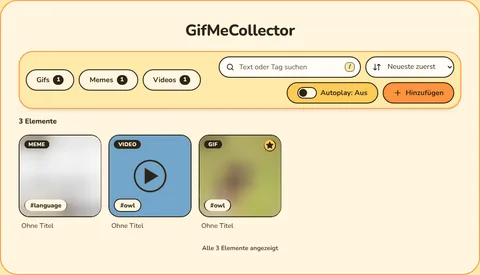 GifMeCollector
Gifs 1
Memes 1
Videos 1
Text oder Tag suchen /
Neueste zuerst
Autoplay: Aus
+ Hinzufügen
3 Elemente
MEME
VIDEO
GIF
#language
#owl
#owl
Ohne Titel
Ohne Titel
Ohne Titel
Alle 3 Elemente angezeigt